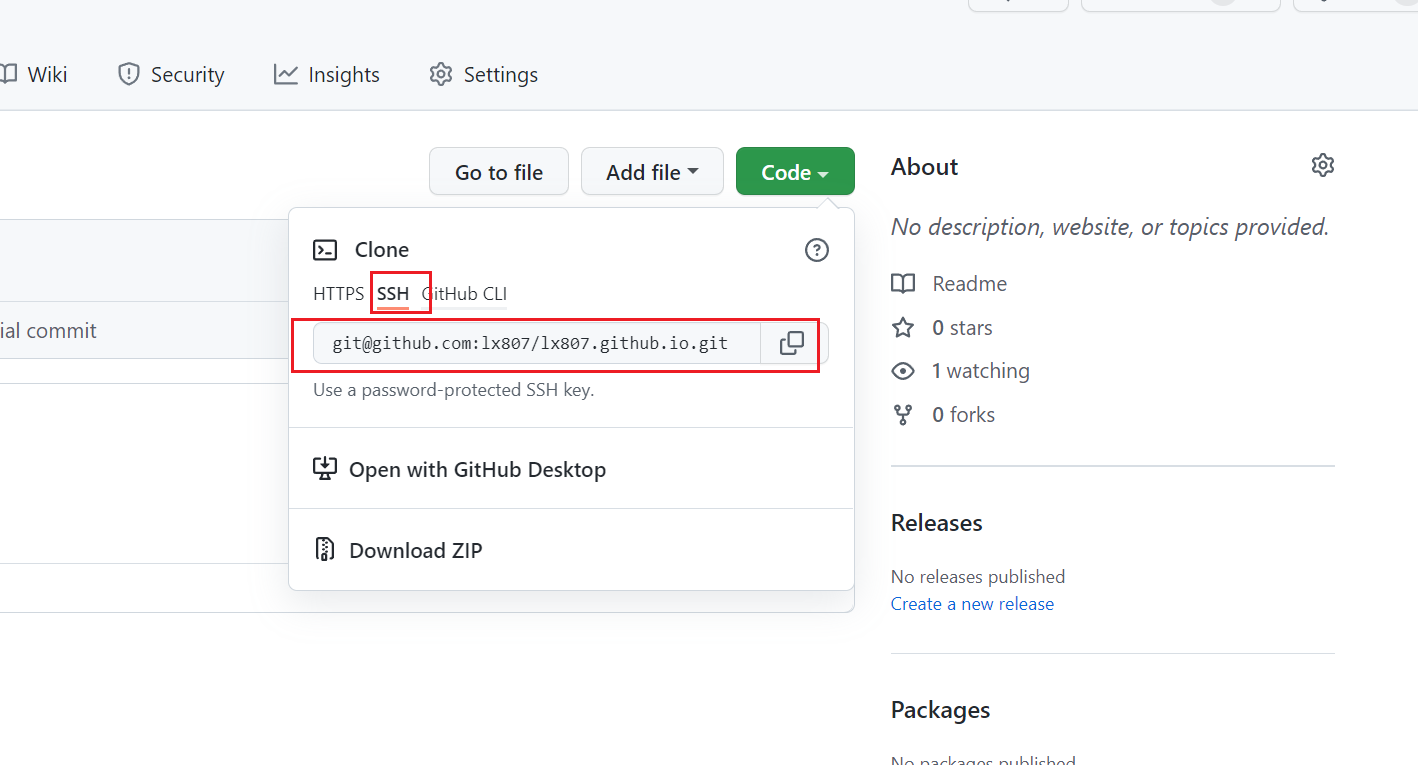 Wiki
Security
Insights
Settings
Go to file
Add file
Code
About
No description, website, or topics provided.
Clone
HTTPS SSH GitHub CLI
git@github.com:lx807/lx807.github.io.git
Use a password-protected SSH key.
Open with GitHub Desktop
Download ZIP
ial commit
Readme
0 stars
1 watching
0 forks
Releases
No releases published
Create a new release
Packages
No packages published